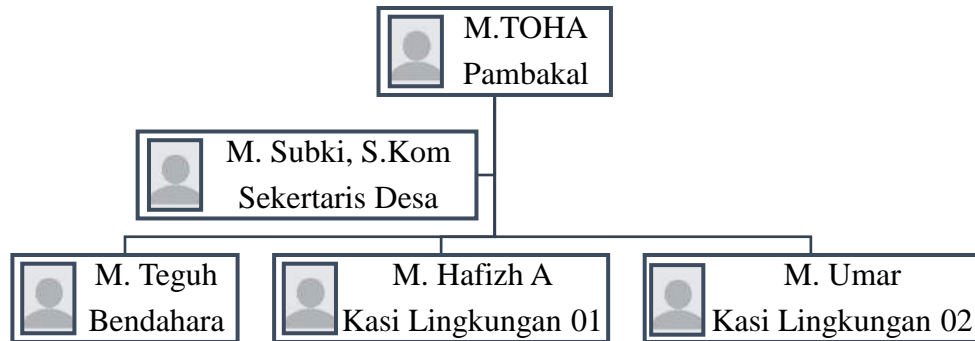 M.TOHA
Pambakal
M. Subki, S.Kom
Sekertaris Desa
M. Teguh
Bendahara
M. Hafizh A
Kasi Lingkungan 01
M. Umar
Kasi Lingkungan 02